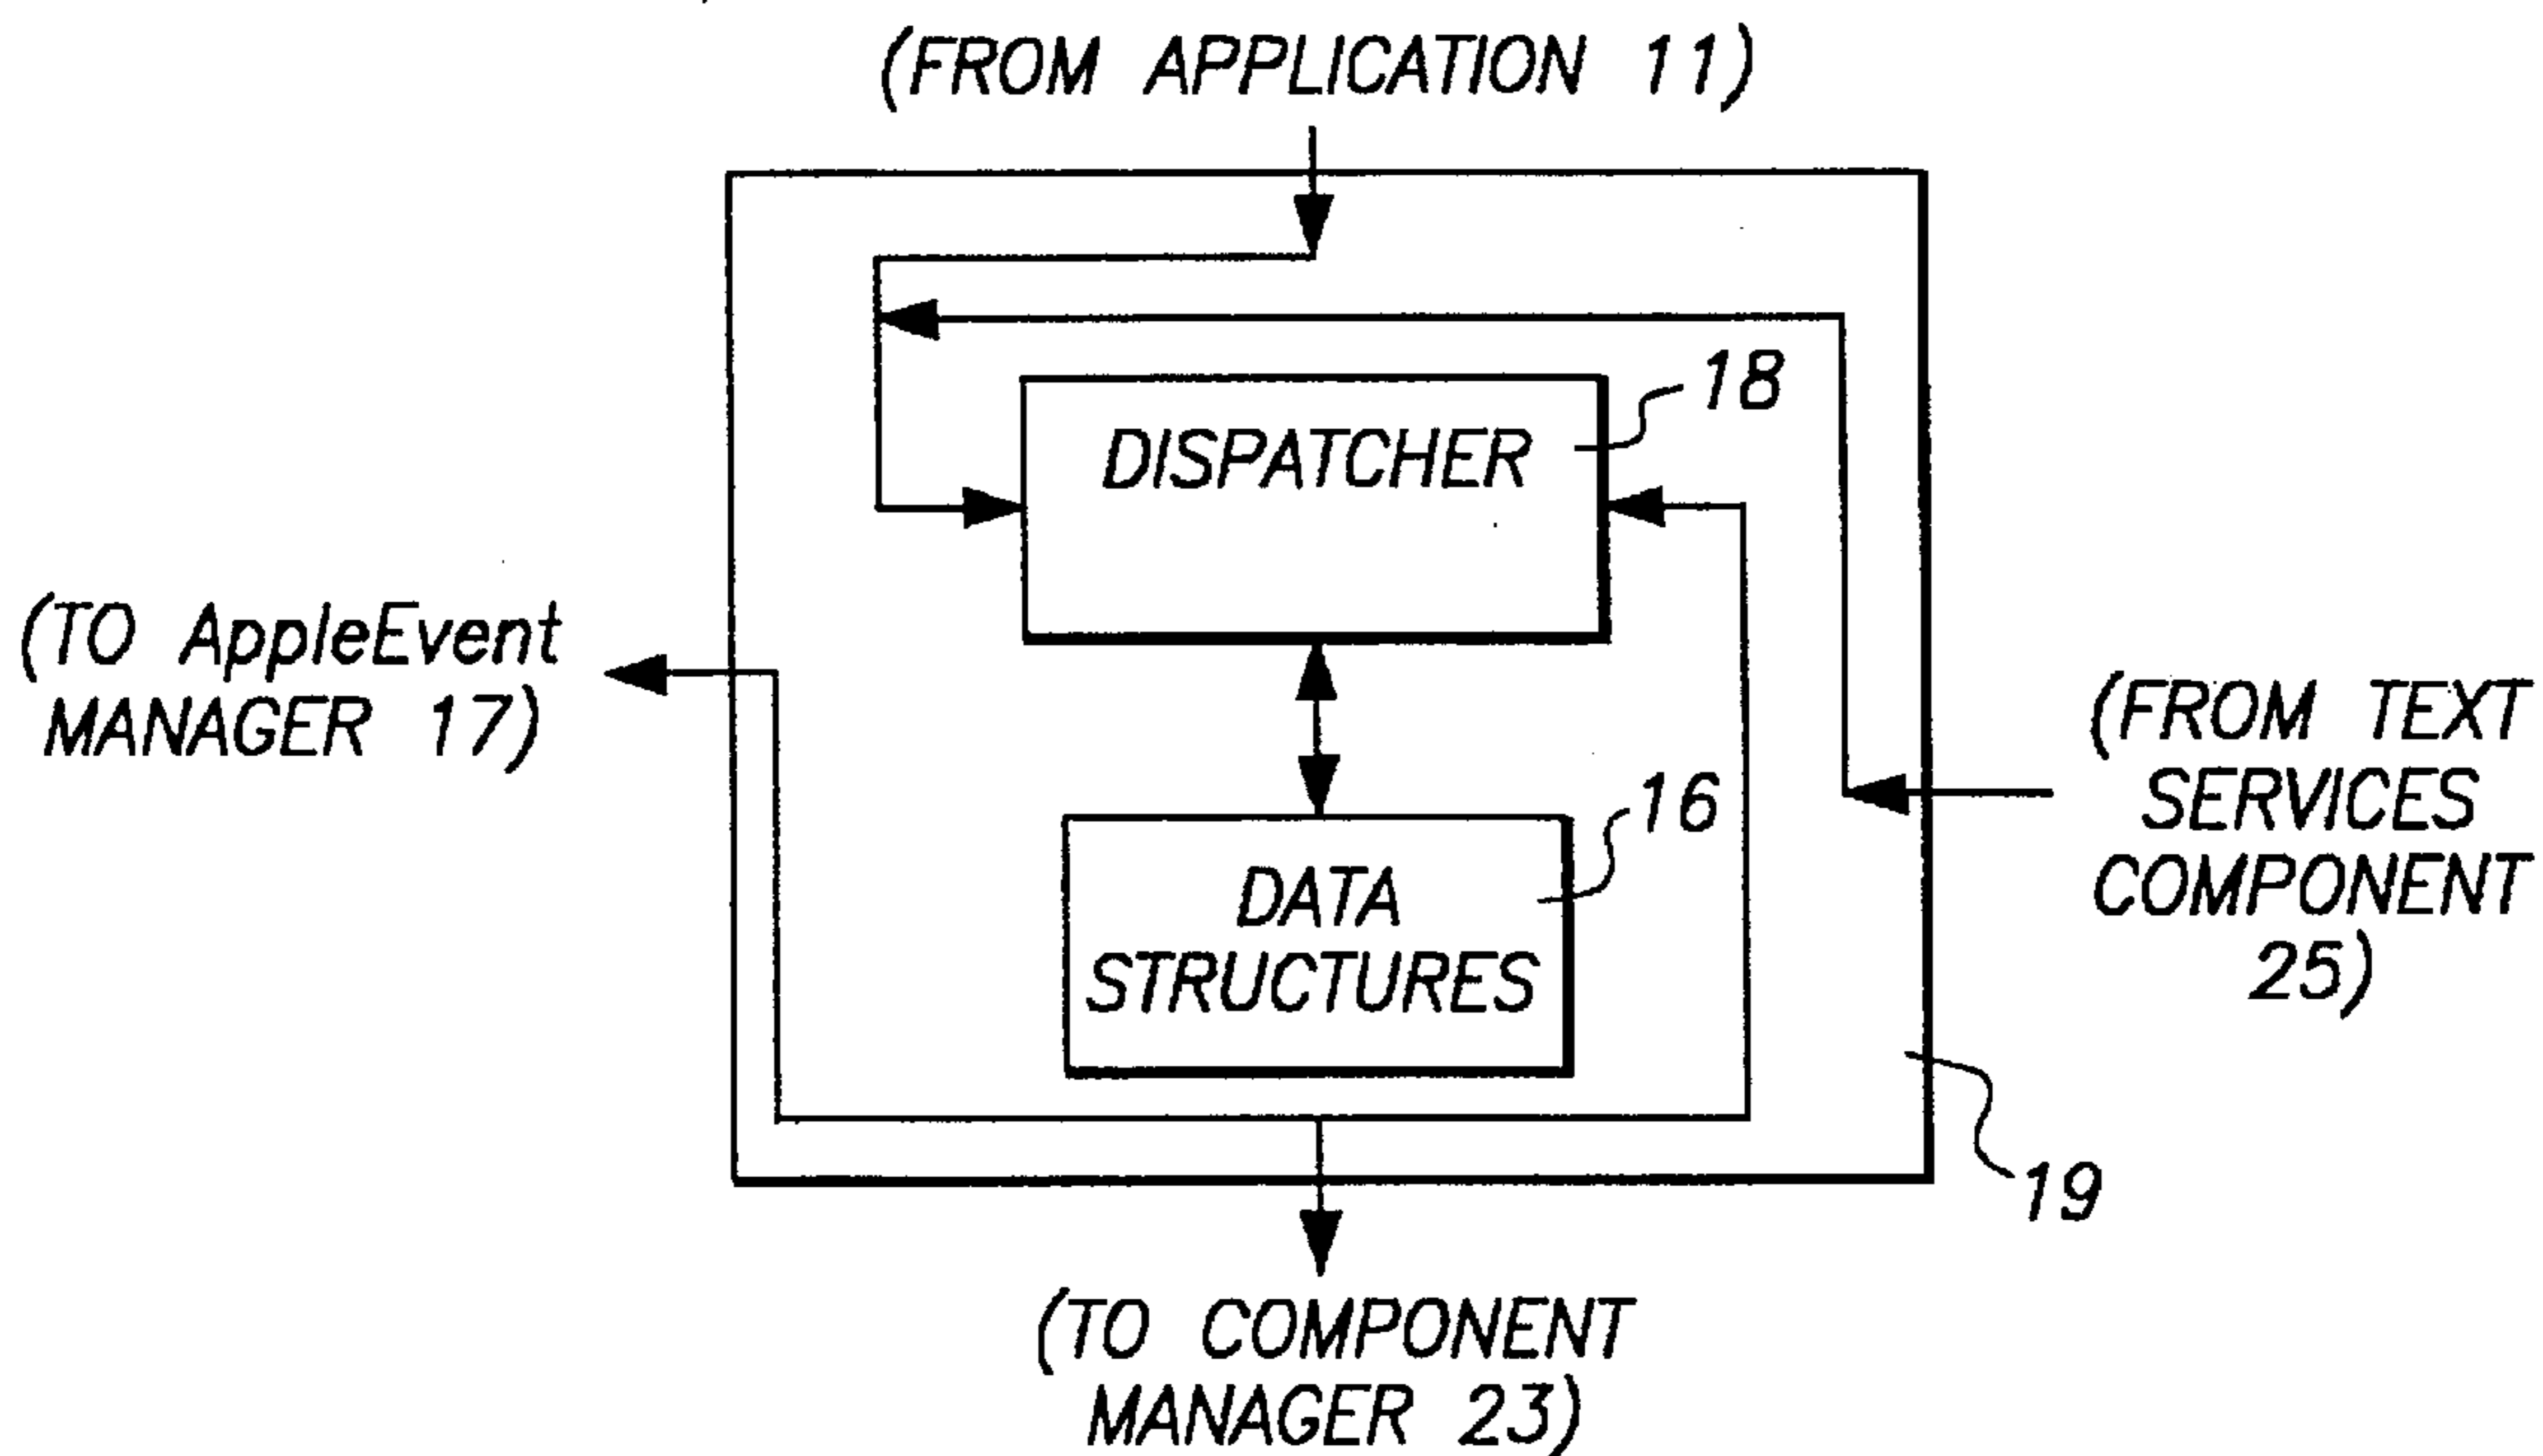 (FROM APPLICATION 11)
DISPATCHER
18
(TO AppleEvent
MANAGER 17)
(FROM TEXT
SERVICES
COMPONENT
25)
16
DATA
STRUCTURES
19
(TO COMPONENT
MANAGER 23)